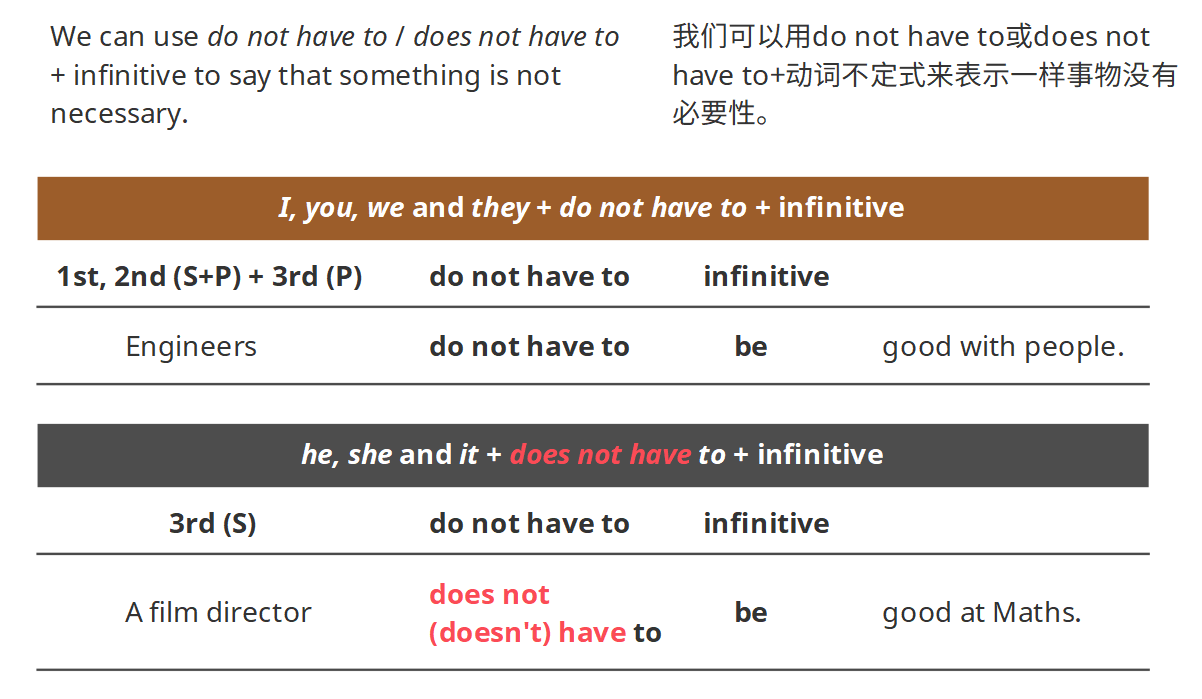 We can use do not have to / does not have to
+ infinitive to say that something is not
necessary.
我们可以用do not have to或does not
have to+动词不定式来表示一样事物没有
必要性。
I, you, we and they + do not have to + infinitive
1st, 2nd (S+P) + 3rd (P) do not have to infinitive
Engineers do not have to be good with people.
he, she and it + does not have to + infinitive
3rd (S) do not have to infinitive
A film director does not
(doesn't) have to be good at Maths.